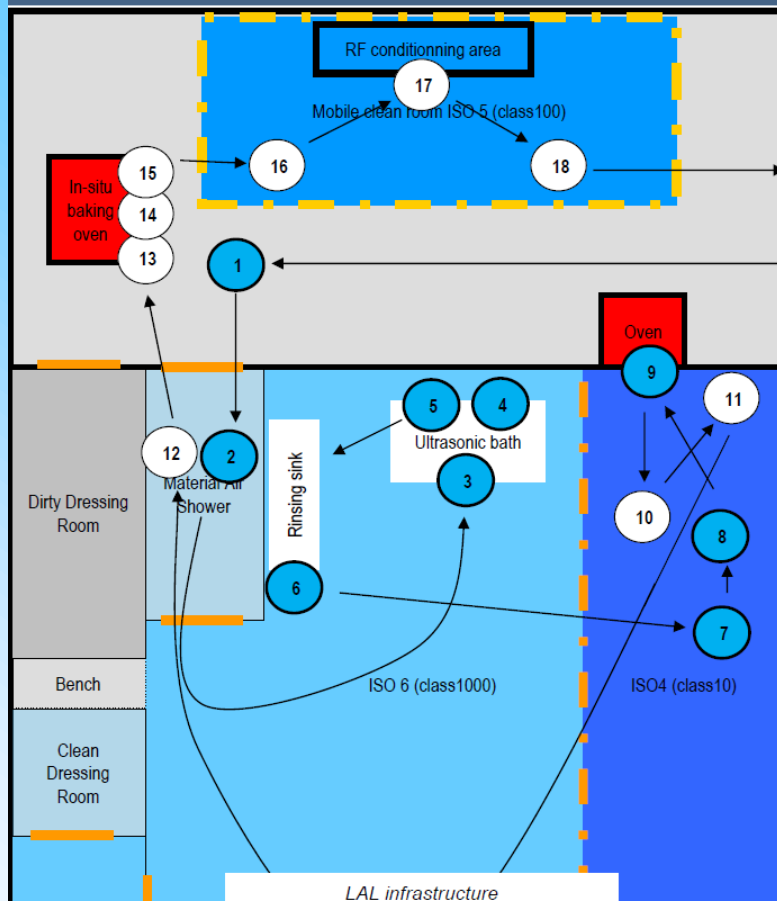 RF conditionning area
17
Mobile clean room ISO 5 (class100)
15
16
18
In-situ
baking
oven
14
13
1
Oven
9
11
5
4
12
2
Ultrasonic bath
Material Air
Shower
Rinsing sink
3
Dirty Dressing
Room
10
8
6
7
Bench
ISO 6 (class1000)
ISO4 (class10)
Clean
Dressing
Room
LAL infrastructure